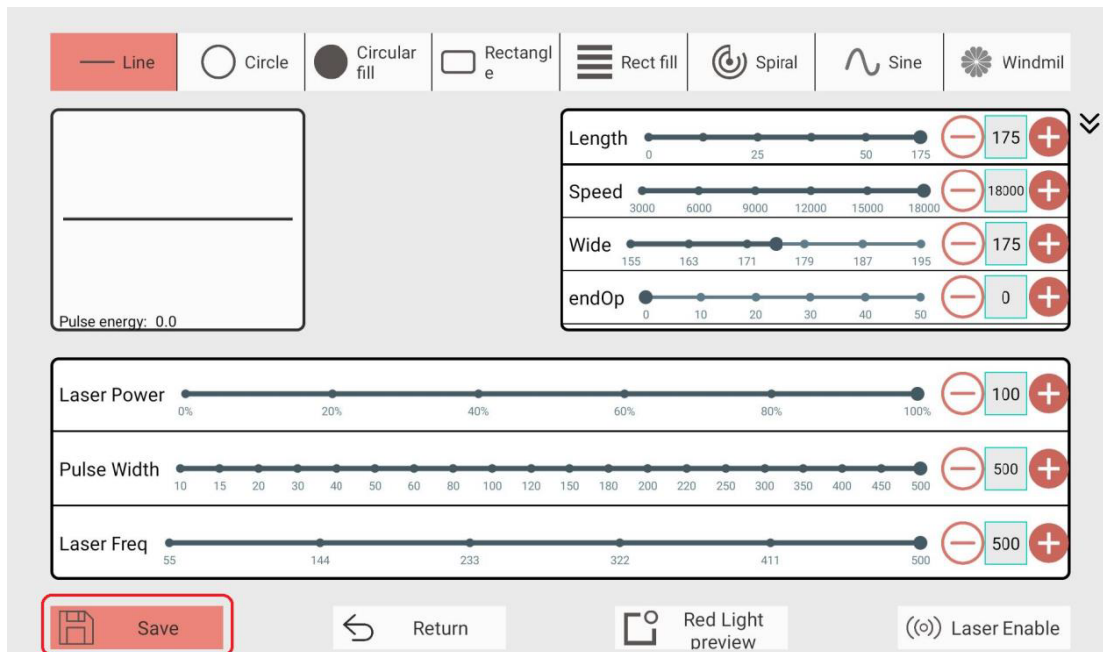 Line
Circle
Circular
fill
Rectangl
e
Rect fill
Spiral
Sine
Windmil
Pulse energy: 0.0
Length
175
0 25 50 175
Speed
18000
3000 6000 9000 12000 15000 18000
Wide
175
155 163 171 179 187 195
endOp
0
0 10 20 30 40 50
Laser Power
100
0% 20% 40% 60% 80% 100%
Pulse Width
500
10 15 20 30 40 50 60 80 100 120 150 180 200 220 250 300 350 400 450 500
Laser Freq
500
55 144 233 322 411 500
Save
Return
Red Light
preview
Laser Enable